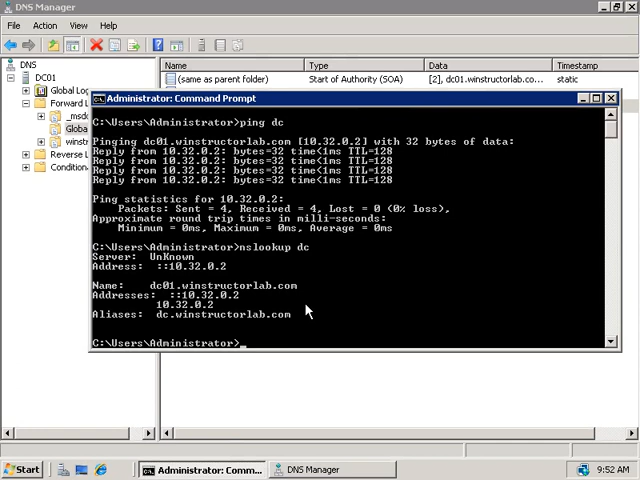 DNS Manager
File Action View Help
DNS
DC01
Global Log
Forward L
_msdc
Globa
winstr
Reverse L
Condition
Name Type Data Timestamp
(same as parent folder) Start of Authority (SOA) [2], dc01.winstructorlab.co... static
Administrator: Command Prompt
C:\Users\Administrator>ping dc
Pinging dc01.winstructorlab.com [10.32.0.2] with 32 bytes of data:
Reply from 10.32.0.2: bytes=32 time<1ms TTL=128
Reply from 10.32.0.2: bytes=32 time<1ms TTL=128
Reply from 10.32.0.2: bytes=32 time<1ms TTL=128
Reply from 10.32.0.2: bytes=32 time<1ms TTL=128
Ping statistics for 10.32.0.2:
Packets: Sent = 4, Received = 4, Lost = 0 (0% loss),
Approximate round trip times in milli-seconds:
Minimum = 0ms, Maximum = 0ms, Average = 0ms
C:\Users\Administrator>nslookup dc
Server: UnKnown
Address: ::10.32.0.2
Name: dc01.winstructorlab.com
Addresses: ::10.32.0.2
10.32.0.2
Aliases: dc.winstructorlab.com
C:\Users\Administrator>_
Start Administrator: Comm... DNS Manager 9:52 AM